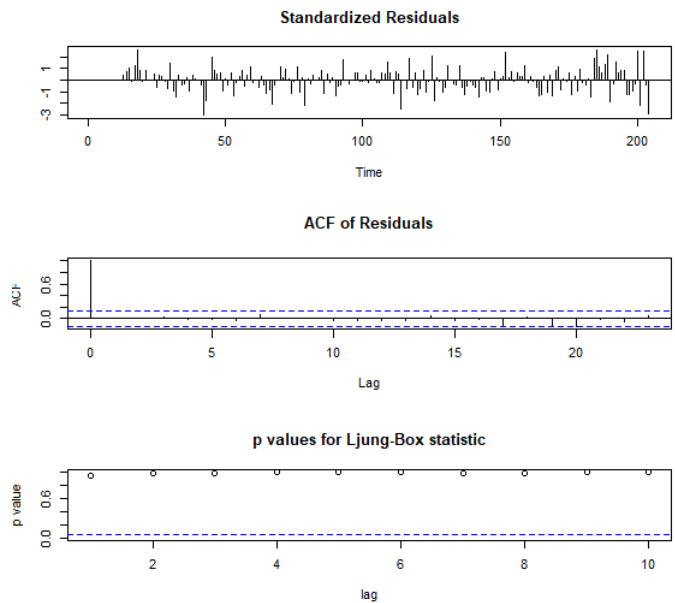 Standardized Residuals
1
-1
-3
0 50 100 150 200
Time
ACF of Residuals
ACF
0.6
0.0
0 5 10 15 20
Lag
p values for Ljung-Box statistic
p value
0.6
0.0
2 4 6 8 10
lag